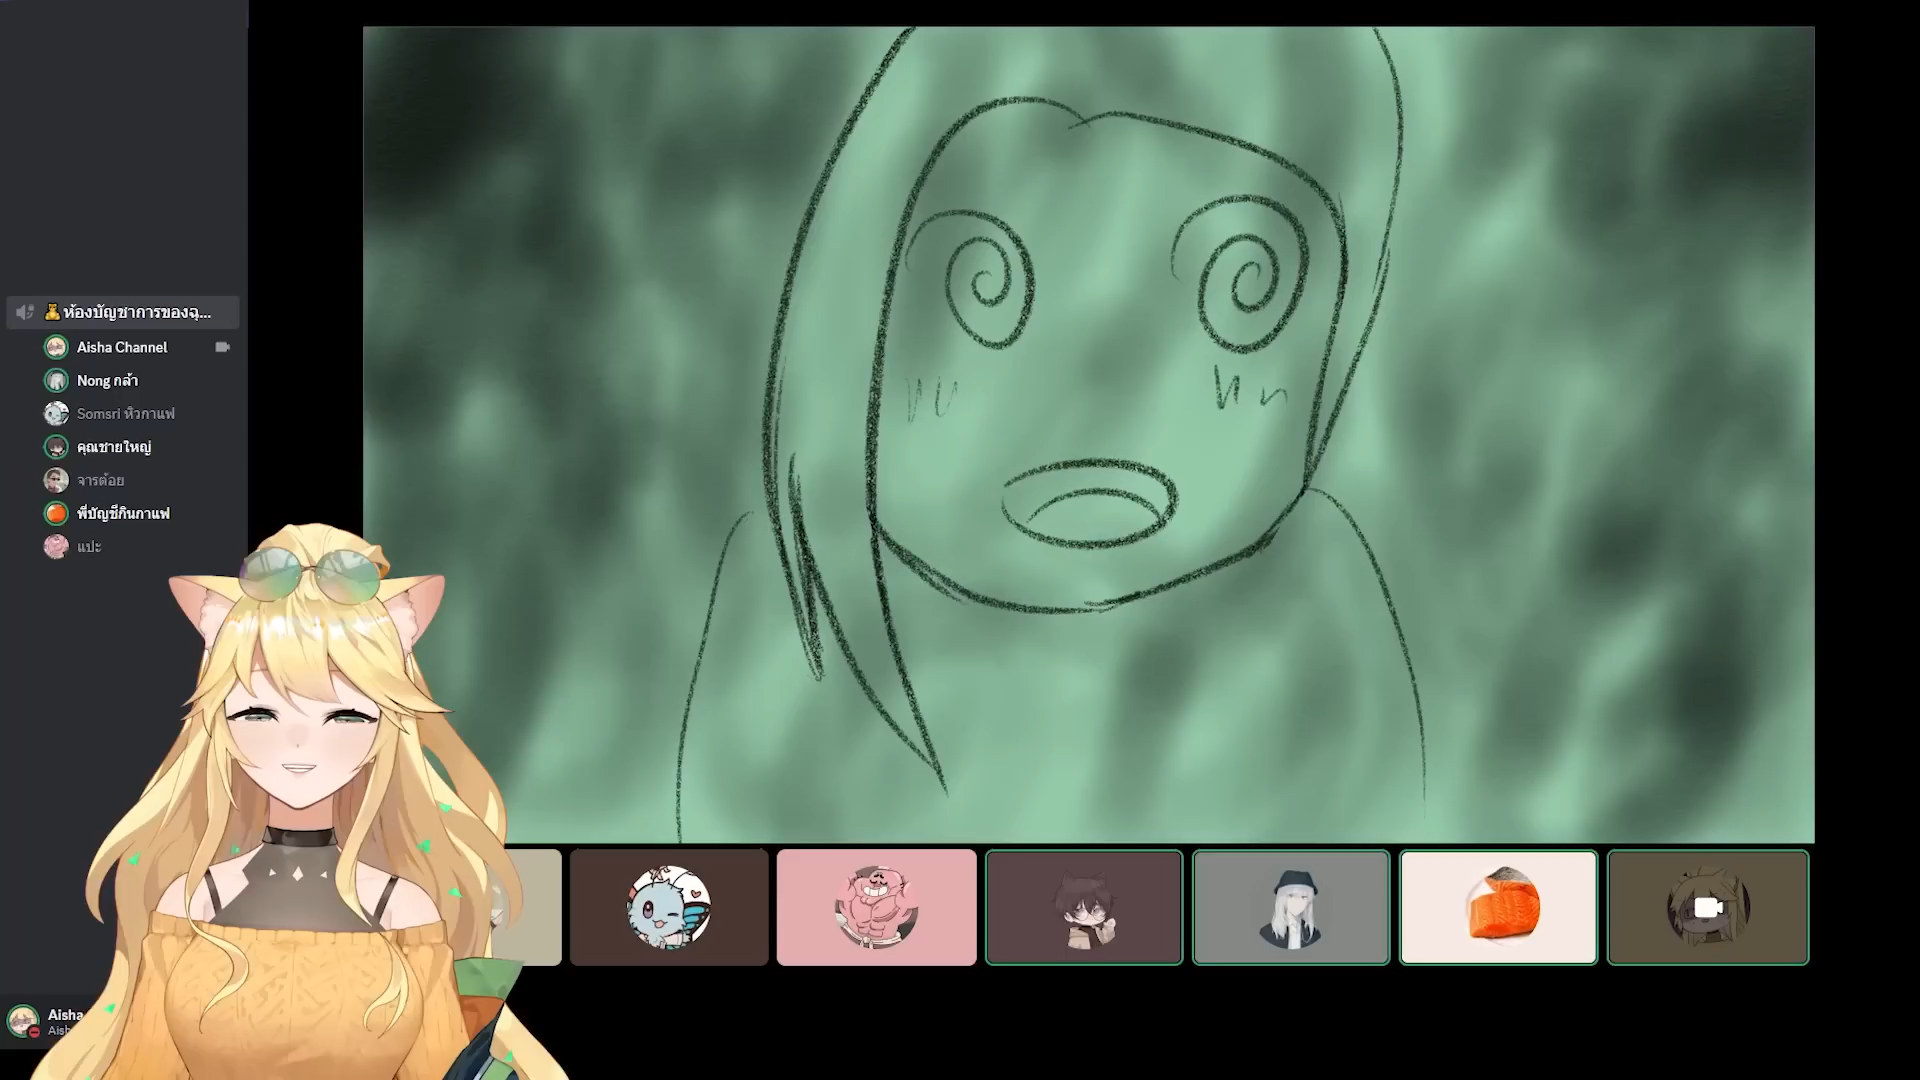 ห้องบัญชาการของฉุ...
Aisha Channel
Nong กล้า
Somsri หิวกาแฟ
คุณชายใหญ่
จารต้อย
พี่บัญชีกินกาแฟ
แปะ
Aisha
Aish